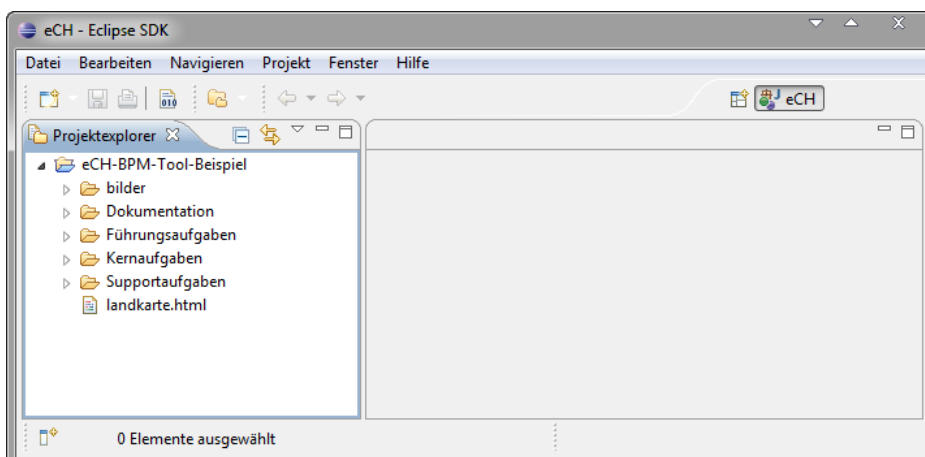 eCH - Eclipse SDK
Datei Bearbeiten Navigieren Projekt Fenster Hilfe
010
eCH
Projektexplorer
eCH-BPM-Tool-Beispiel
bilder
Dokumentation
Führungsaufgaben
Kernaufgaben
Supportaufgaben
landkarte.html
0 Elemente ausgewählt